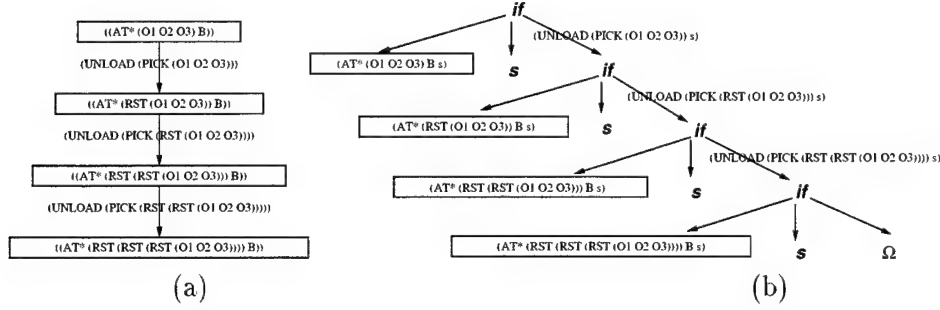 ((AT* (O1 O2 O3) B))
(UNLOAD (PICK (O1 O2 O3)))
((AT* (RST (O1 O2 O3)) B))
(UNLOAD (PICK (RST (O1 O2 O3))))
((AT* (RST (RST (O1 O2 O3))) B))
(UNLOAD (PICK (RST (RST (O1 O2 O3)))))
((AT* (RST (RST (RST (O1 O2 O3)))) B))
(a)
if
(UNLOAD (PICK (O1 O2 O3)) s)
(AT* (O1 O2 O3) B s)
s
if
(UNLOAD (PICK (RST (O1 O2 O3))) s)
(AT* (RST (O1 O2 O3)) B s)
s
if
(UNLOAD (PICK (RST (RST (O1 O2 O3)))) s)
(AT* (RST (RST (O1 O2 O3))) B s)
s
if
(AT* (RST (RST (RST (O1 O2 O3)))) B s)
s
Ω
(b)